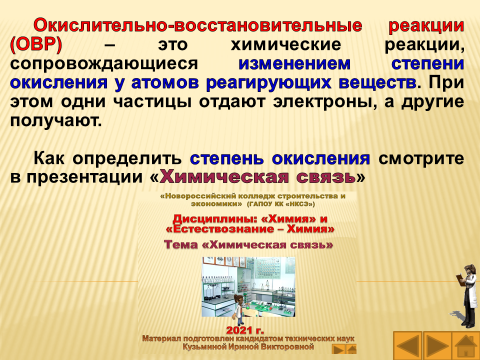 Окислительно-восстановительные реакции
(ОВР) – это химические реакции,
сопровождающиеся изменением степени
окисления у атомов реагирующих веществ. При
этом одни частицы отдают электроны, а другие
получают.
Как определить степень окисления смотрите
в презентации «Химическая связь»
«Новороссийский колледж строительства и
экономики» (ГАПОУ КК «НКСЭ»)
Дисциплины: «Химия» и
«Естествознание – Химия»
Тема «Химическая связь»
2021 г.
Материал подготовлен кандидатом технических наук
Кузьминой Ириной Викторовной